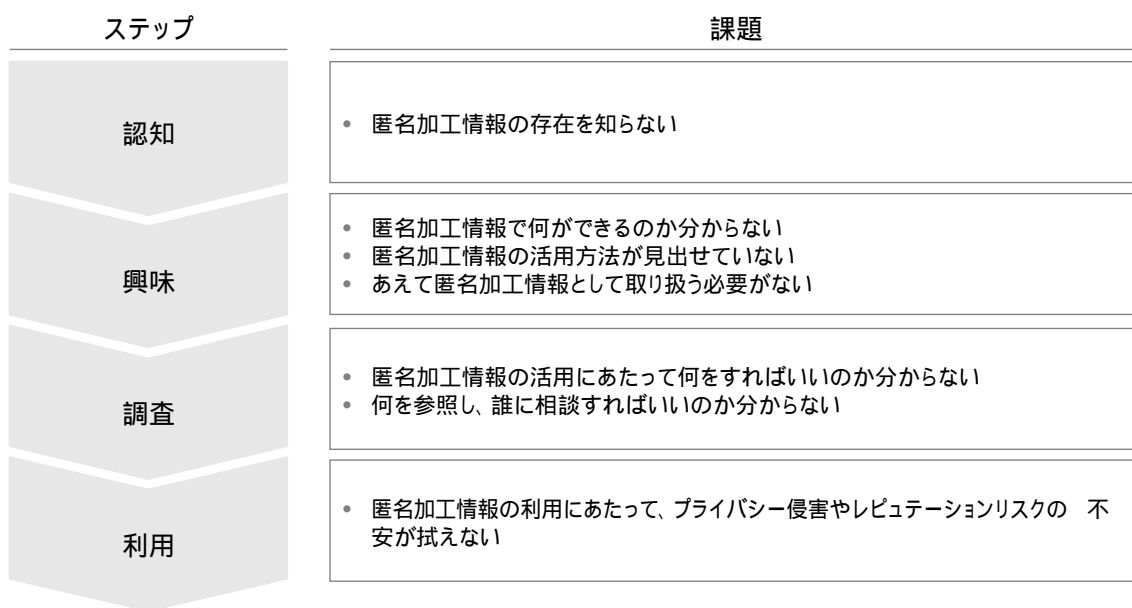 ステップ
課題
認知
• 匿名加工情報の存在を知らない
興味
• 匿名加工情報で何ができるのか分からない
• 匿名加工情報の活用方法が見出せていない
• あえて匿名加工情報として取り扱う必要がない
調査
• 匿名加工情報の活用にあたって何をすればいいのか分からない
• 何を参照し、誰に相談すればいいのか分からない
利用
• 匿名加工情報の利用にあたって、プライバシー侵害やレピュテーションリスクの　不
安が拭えない